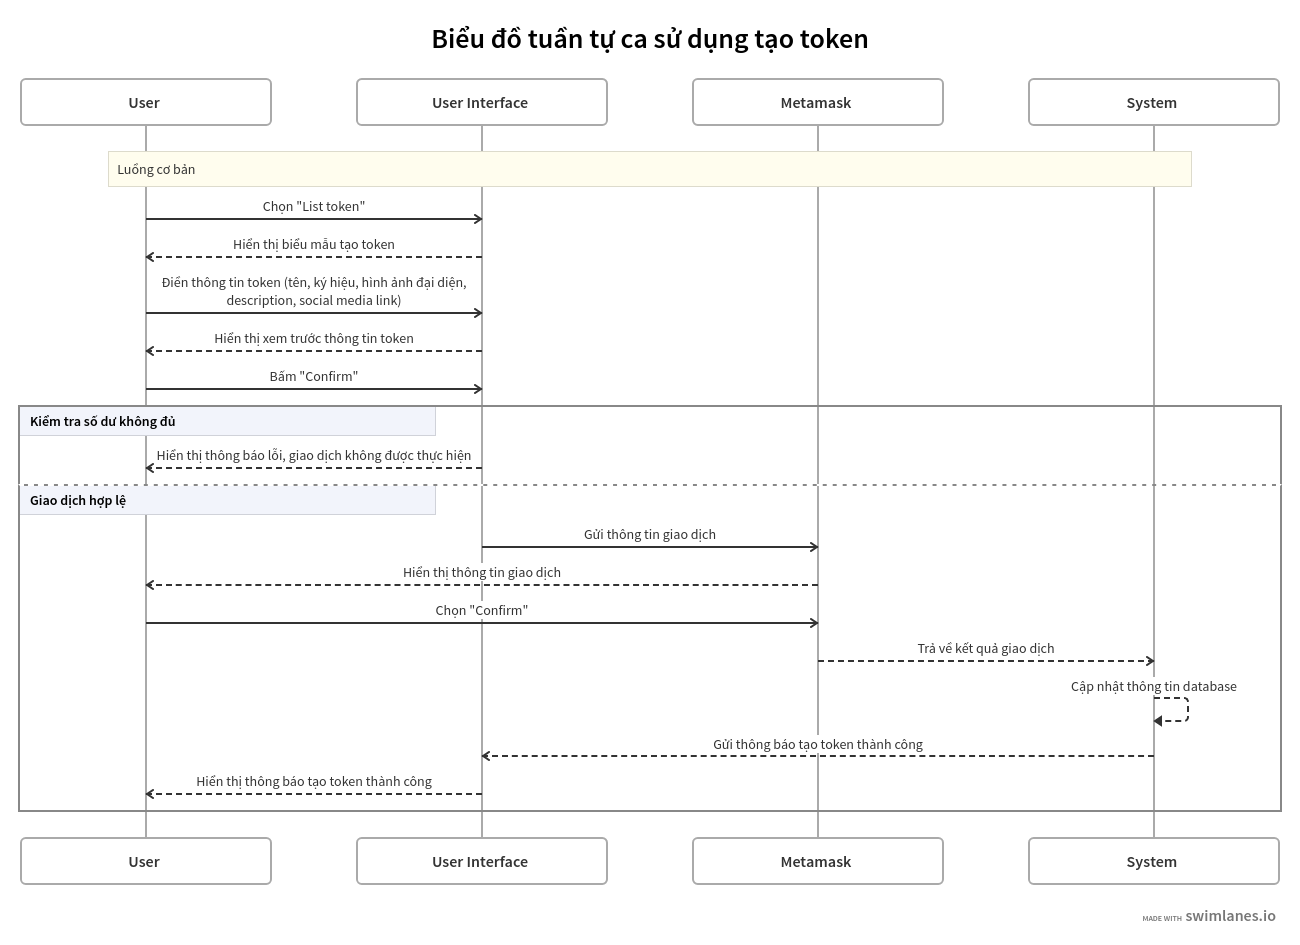 Biểu đồ tuần tự ca sử dụng tạo token
User
User Interface
Metamask
System
Luồng cơ bản
Chọn "List token"
Hiển thị biểu mẫu tạo token
Điền thông tin token (tên, ký hiệu, hình ảnh đại diện,
description, social media link)
Hiển thị xem trước thông tin token
Bấm "Confirm"
Kiểm tra số dư không đủ
Hiển thị thông báo lỗi, giao dịch không được thực hiện
Giao dịch hợp lệ
Gửi thông tin giao dịch
Hiển thị thông tin giao dịch
Chọn "Confirm"
Trả về kết quả giao dịch
Cập nhật thông tin database
Gửi thông báo tạo token thành công
Hiển thị thông báo tạo token thành công
User
User Interface
Metamask
System
MADE WITH swimlanes.io